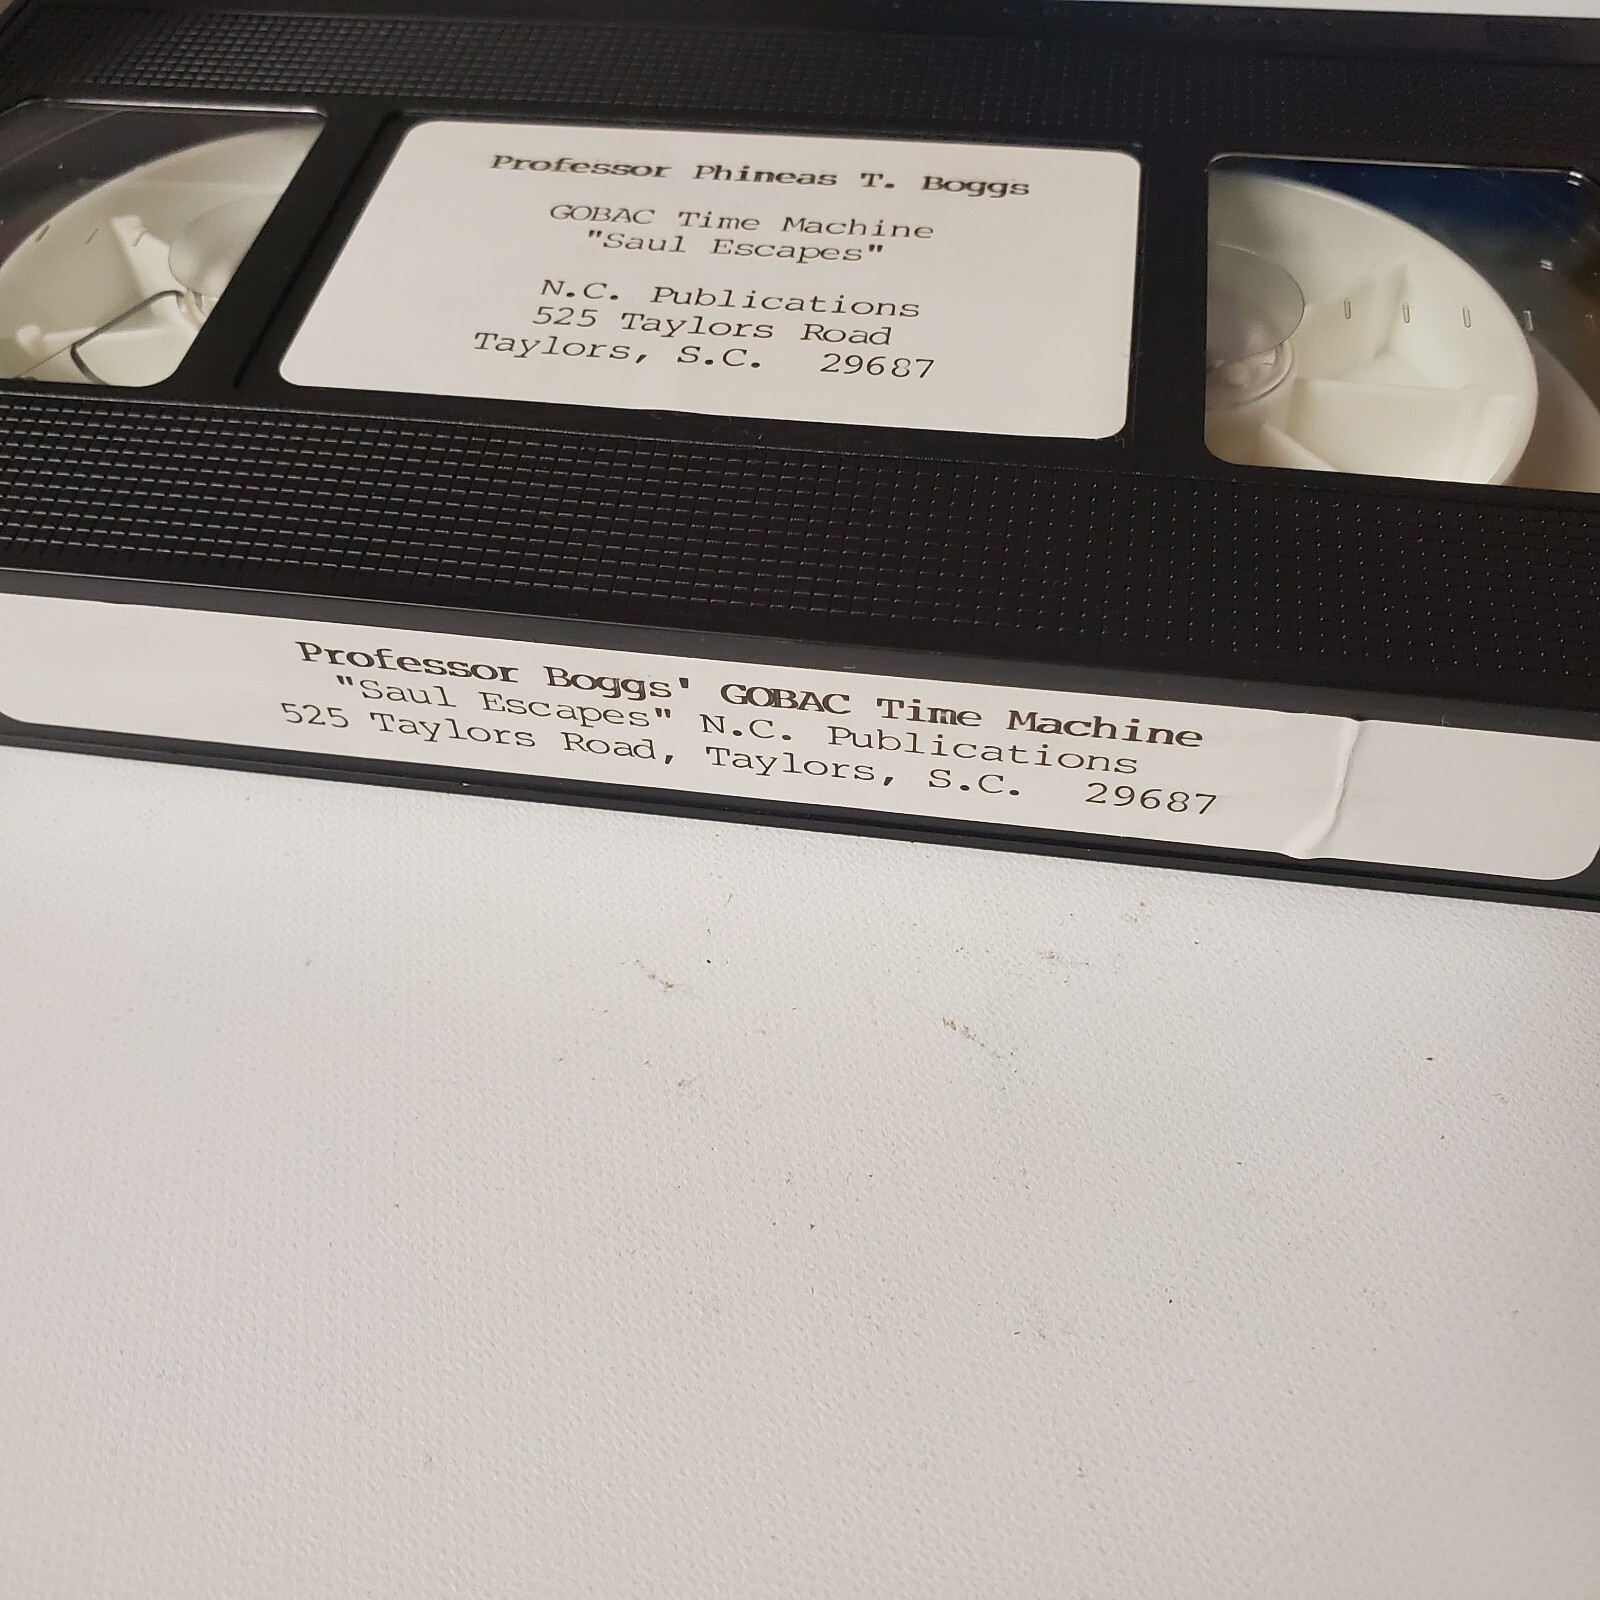 Professor Phineas T. Boggs
GOBAC Time Machine
"Saul Escapes"
N.C. Publications
525 Taylors Road
Taylors, S.C. 29687
Professor Boggs' GOBAC Time Machine
"Saul Escapes" N.C. Publications
525 Taylors Road, Taylors, S.C. 29687